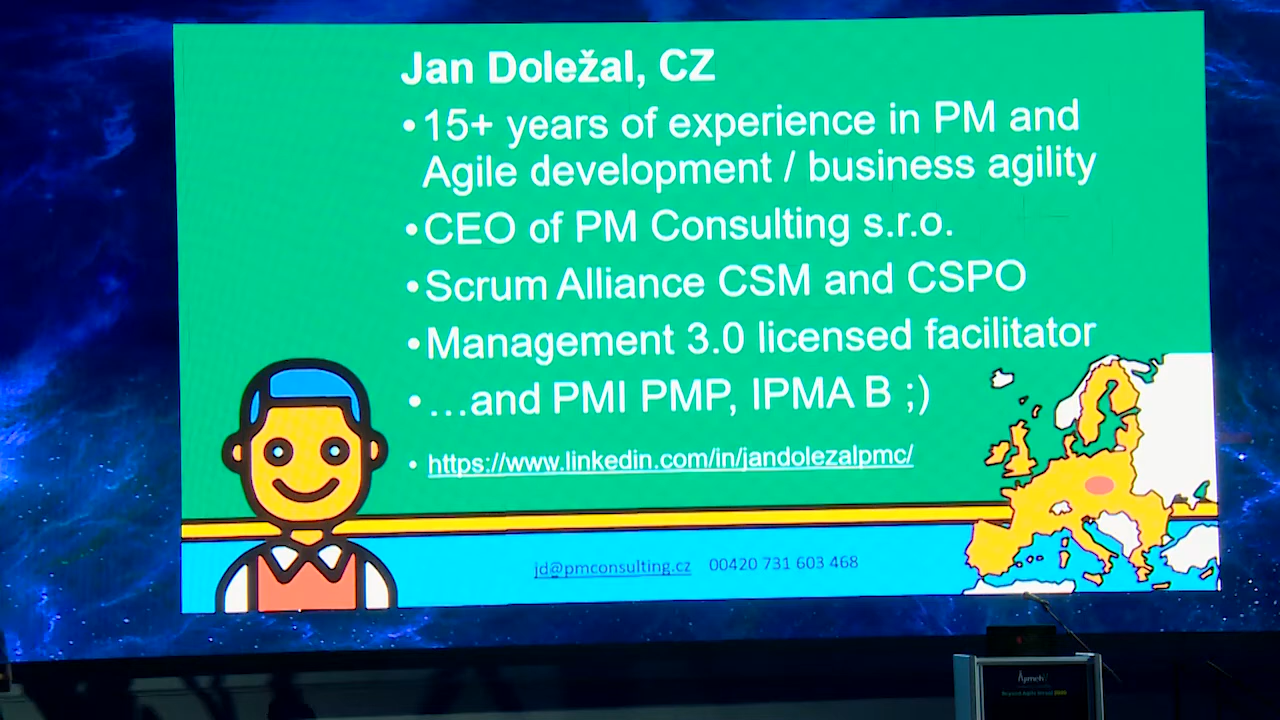 Jan Doležal, CZ
•15+ years of experience in PM and
Agile development / business agility
•CEO of PM Consulting s.r.o.
•Scrum Alliance CSM and CSPO
•Management 3.0 licensed facilitator
•…and PMI PMP, IPMA B ;)
•https://www.linkedin.com/in/jandolezalpmc/
jd@pmconsulting.cz 00420 731 603 468